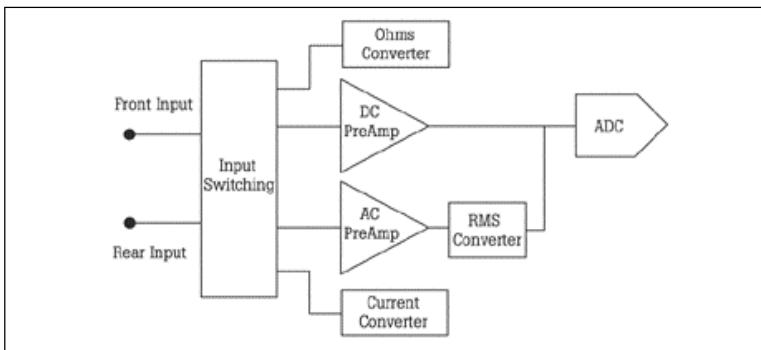 Ohms
Converter
Front Input
DC
PreAmp
ADC
Input
Switching
AC
PreAmp
RMS
Converter
Rear Input
Current
Converter